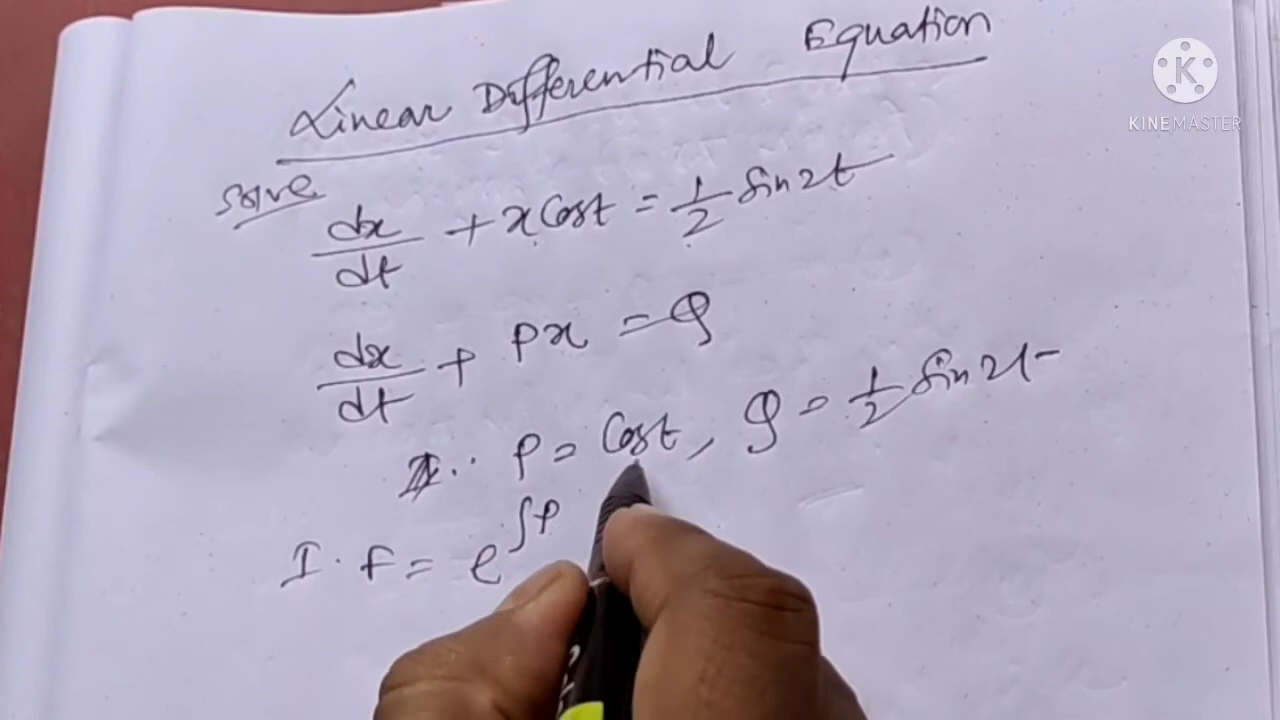 Linear Differential Equation
Solve
dx/dt + x Cost = 1/2 Sin2t
dx/dt + Px = Q
P = Cost, Q = 1/2 Sin2t
I.F = e^∫P
K
KINEMASTER